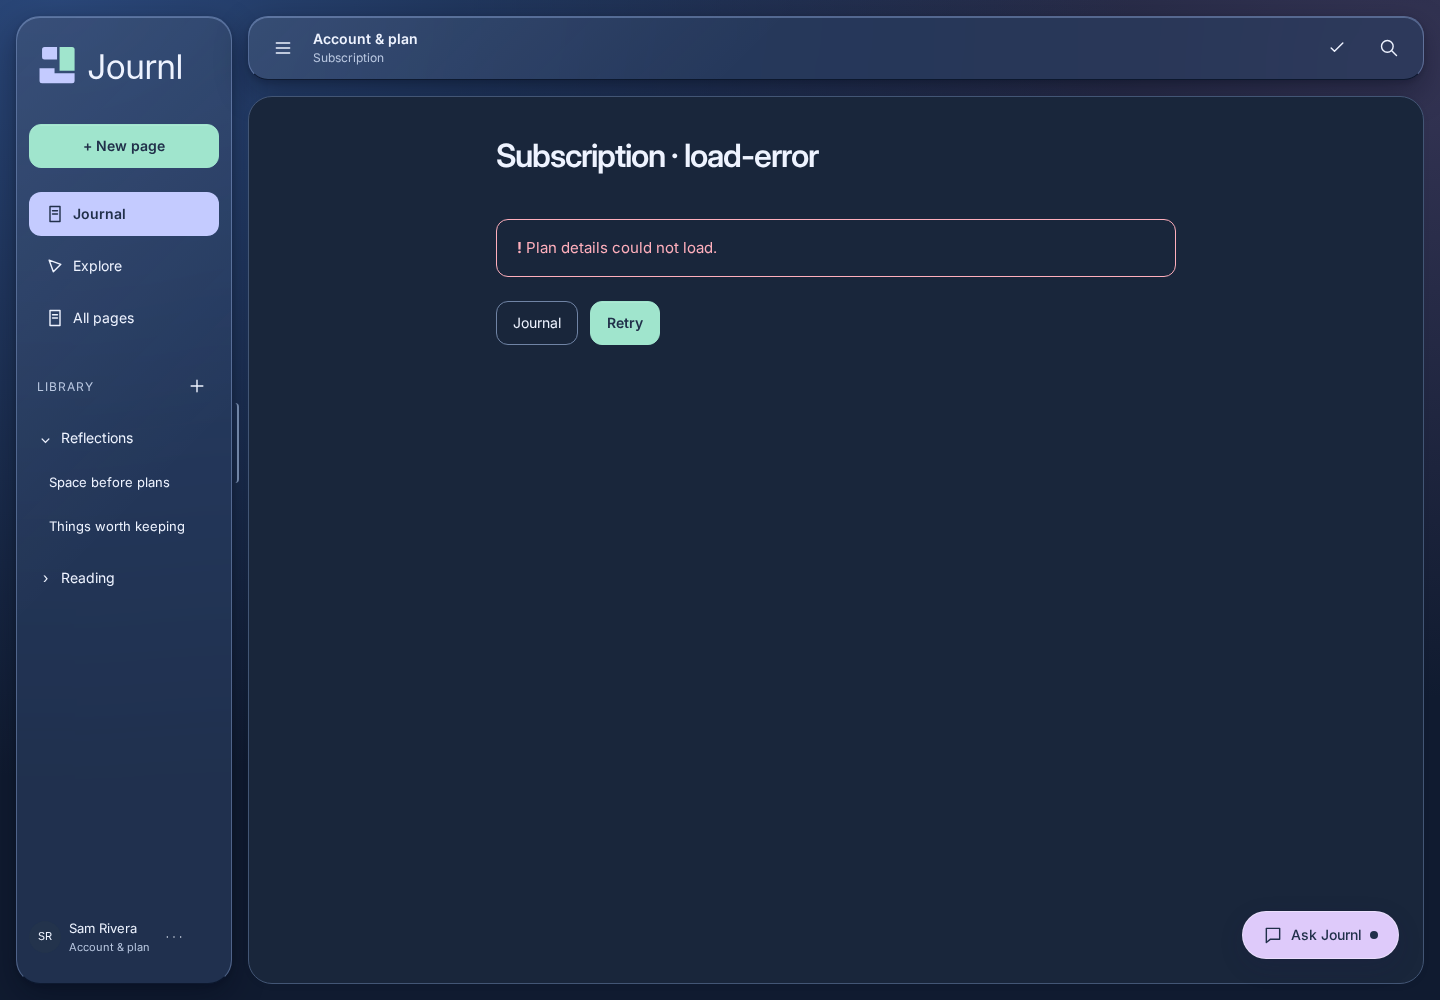 Journl
+ New page
Journal
Explore
All pages
LIBRARY
Reflections
Space before plans
Things worth keeping
Reading
SR
Sam Rivera
Account & plan
...
Account & plan
Subscription
Subscription · load-error
! Plan details could not load.
Journal
Retry
Ask Journl